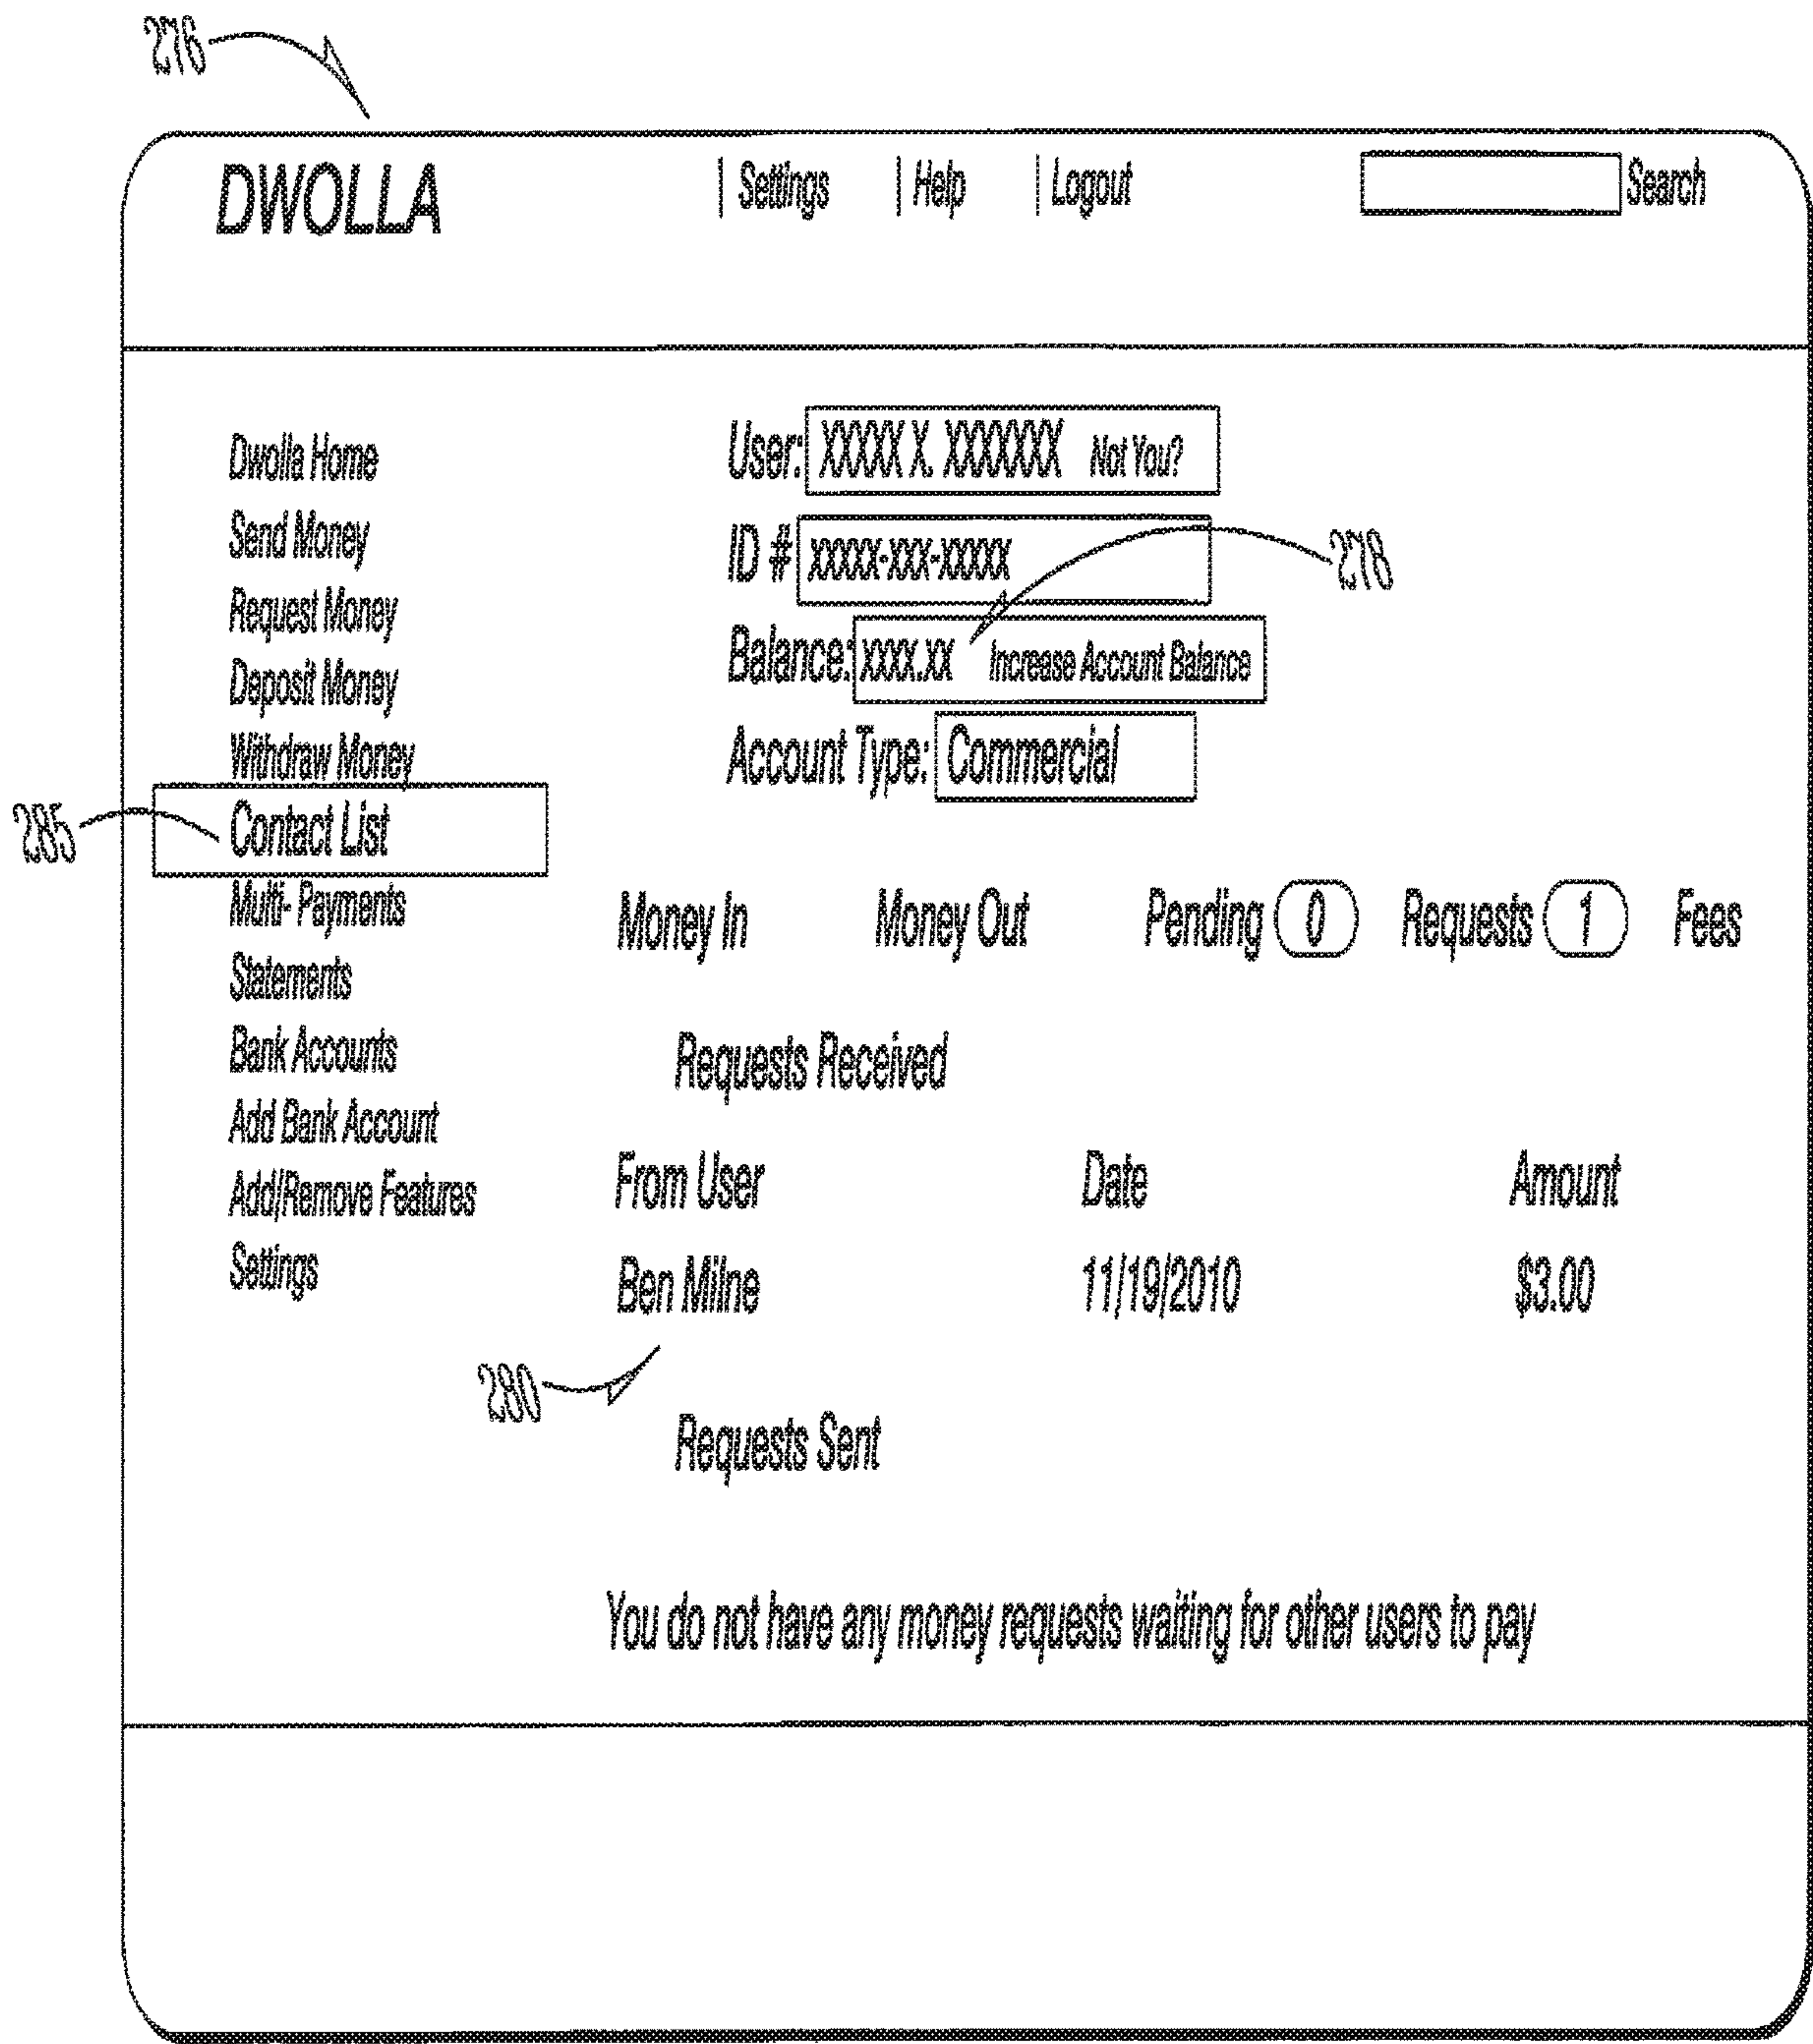 276
DWOLLA | Settings | Help | Logout Search
Dwolla Home
Send Money
Request Money
Deposit Money
Withdraw Money
285
Contact List
Multi- Payments
Statements
Bank Accounts
Add Bank Account
Add/Remove Features
Settings
User: XXXXX X. XXXXXXX Not You?
ID # xxxxx-xxx-xxxxx
278
Balance: xxxx.xx Increase Account Balance
Account Type: Commercial
Money In Money Out Pending 0 Requests 1 Fees
Requests Received
From User Date Amount
Ben Milne 11/19/2010 $3.00
280
Requests Sent
You do not have any money requests waiting for other users to pay